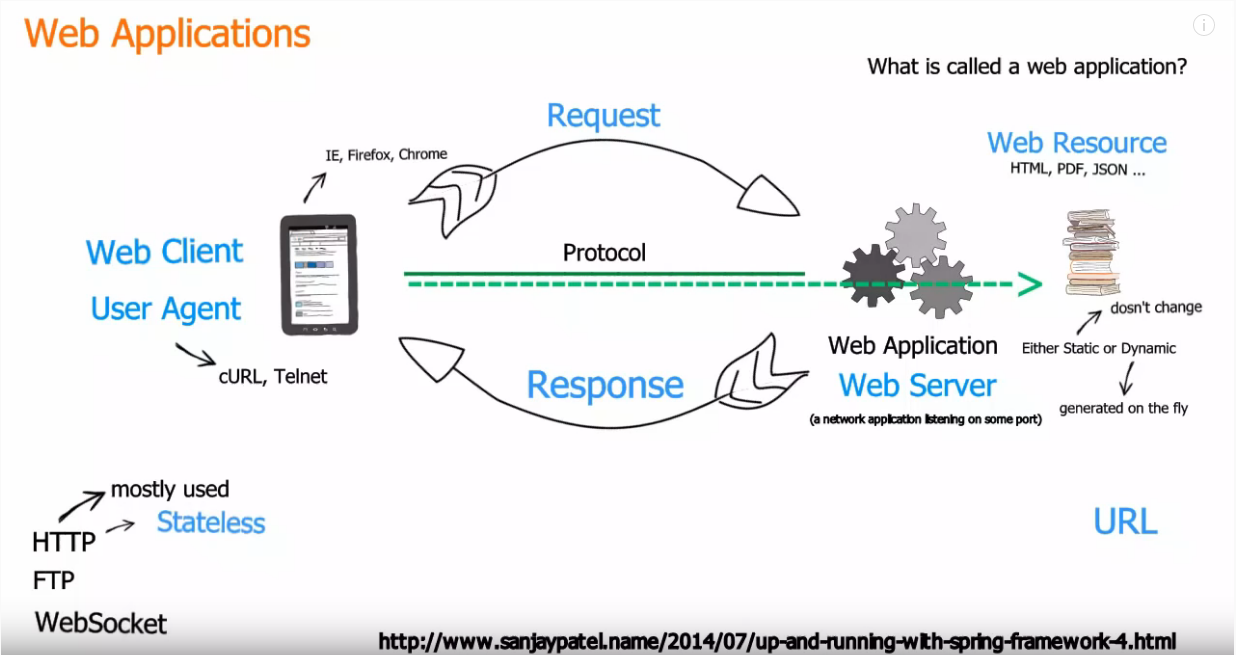 Web Applications
What is called a web application?
Request
Web Resource
HTML, PDF, JSON ...
IE, Firefox, Chrome
Web Client
User Agent
cURL, Telnet
Protocol
Web Application
Web Server
(a network application listening on some port)
dosn't change
Either Static or Dynamic
generated on the fly
Response
mostly used
Stateless
HTTP
FTP
WebSocket
URL
http://www.sanjaypatel.name/2014/07/up-and-running-with-spring-framework-4.html